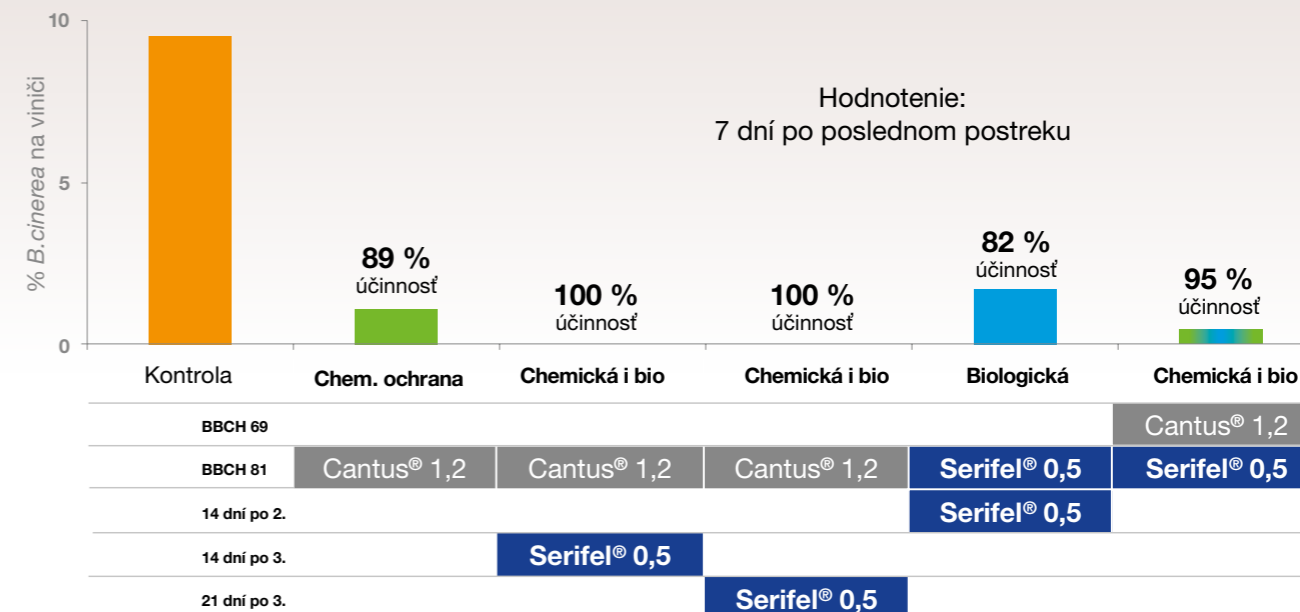 10
% B.cinerea na viniči
5
0
Hodnotenie:
7 dní po poslednom postreku
89 %
účinnosť
100 %
účinnosť
100 %
účinnosť
82 %
účinnosť
95 %
účinnosť
Kontrola Chem. ochrana Chemická i bio Chemická i bio Biologická Chemická i bio
BBCH 69 Cantus® 1,2
BBCH 81 Cantus® 1,2 Cantus® 1,2 Cantus® 1,2 Serifel® 0,5 Serifel® 0,5
14 dní po 2. Serifel® 0,5
14 dní po 3. Serifel® 0,5
21 dní po 3. Serifel® 0,5